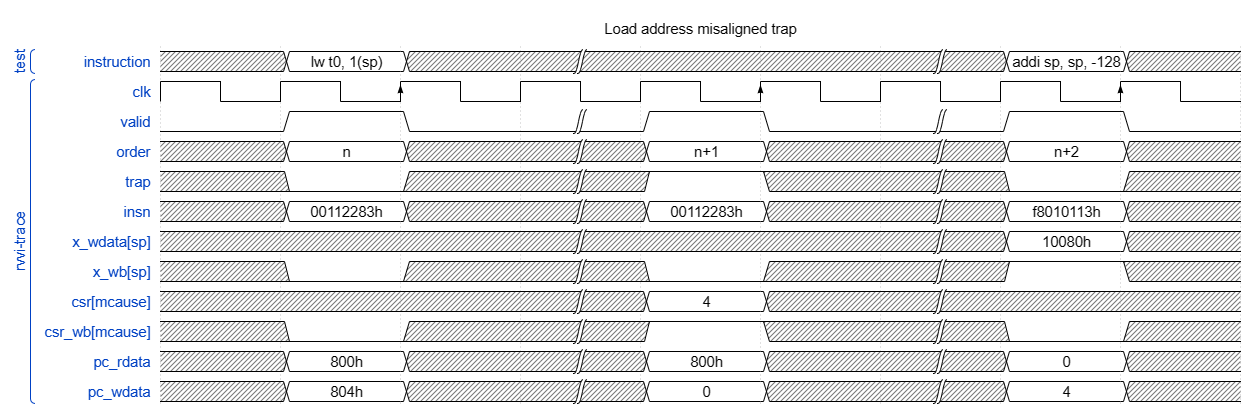 Load address misaligned trap
test
instruction lw t0, 1(sp) addi sp, sp, -128
rvvi-trace
clk
valid
order n n+1 n+2
trap
insn 00112283h 00112283h f8010113h
x_wdata[sp] 10080h
x_wb[sp]
csr[mcause] 4
csr_wb[mcause]
pc_rdata 800h 800h 0
pc_wdata 804h 0 4